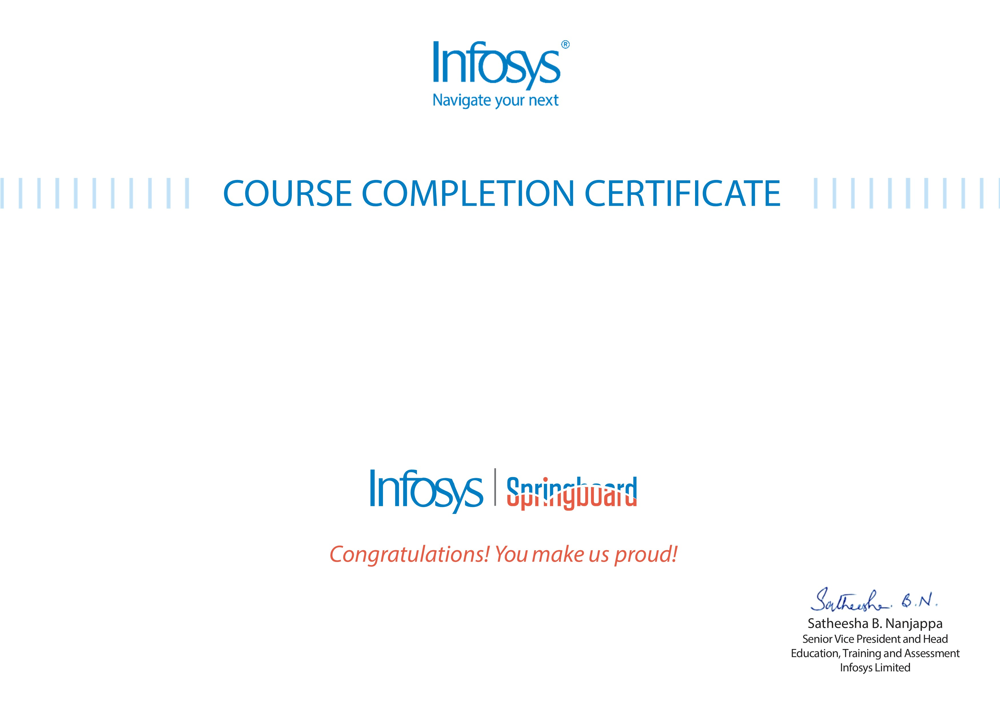 Infosys®
Navigate your next
COURSE COMPLETION CERTIFICATE
Infosys | Springboard
Congratulations! You make us proud!
Satheesha B.N.
Satheesha B. Nanjappa
Senior Vice President and Head
Education, Training and Assessment
Infosys Limited